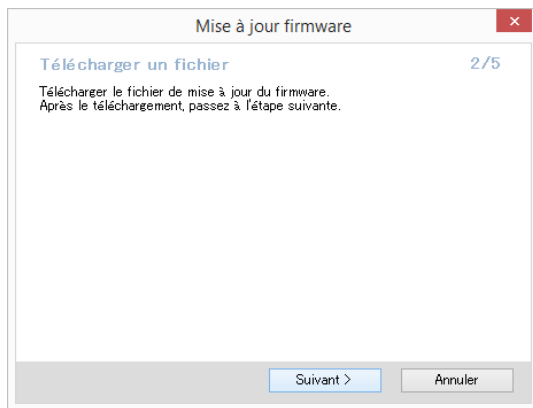 Mise à jour firmware
Télécharger un fichier 2/5
Télécharger le fichier de mise à jour du firmware.
Après le téléchargement, passez à l'étape suivante.
Suivant > Annuler